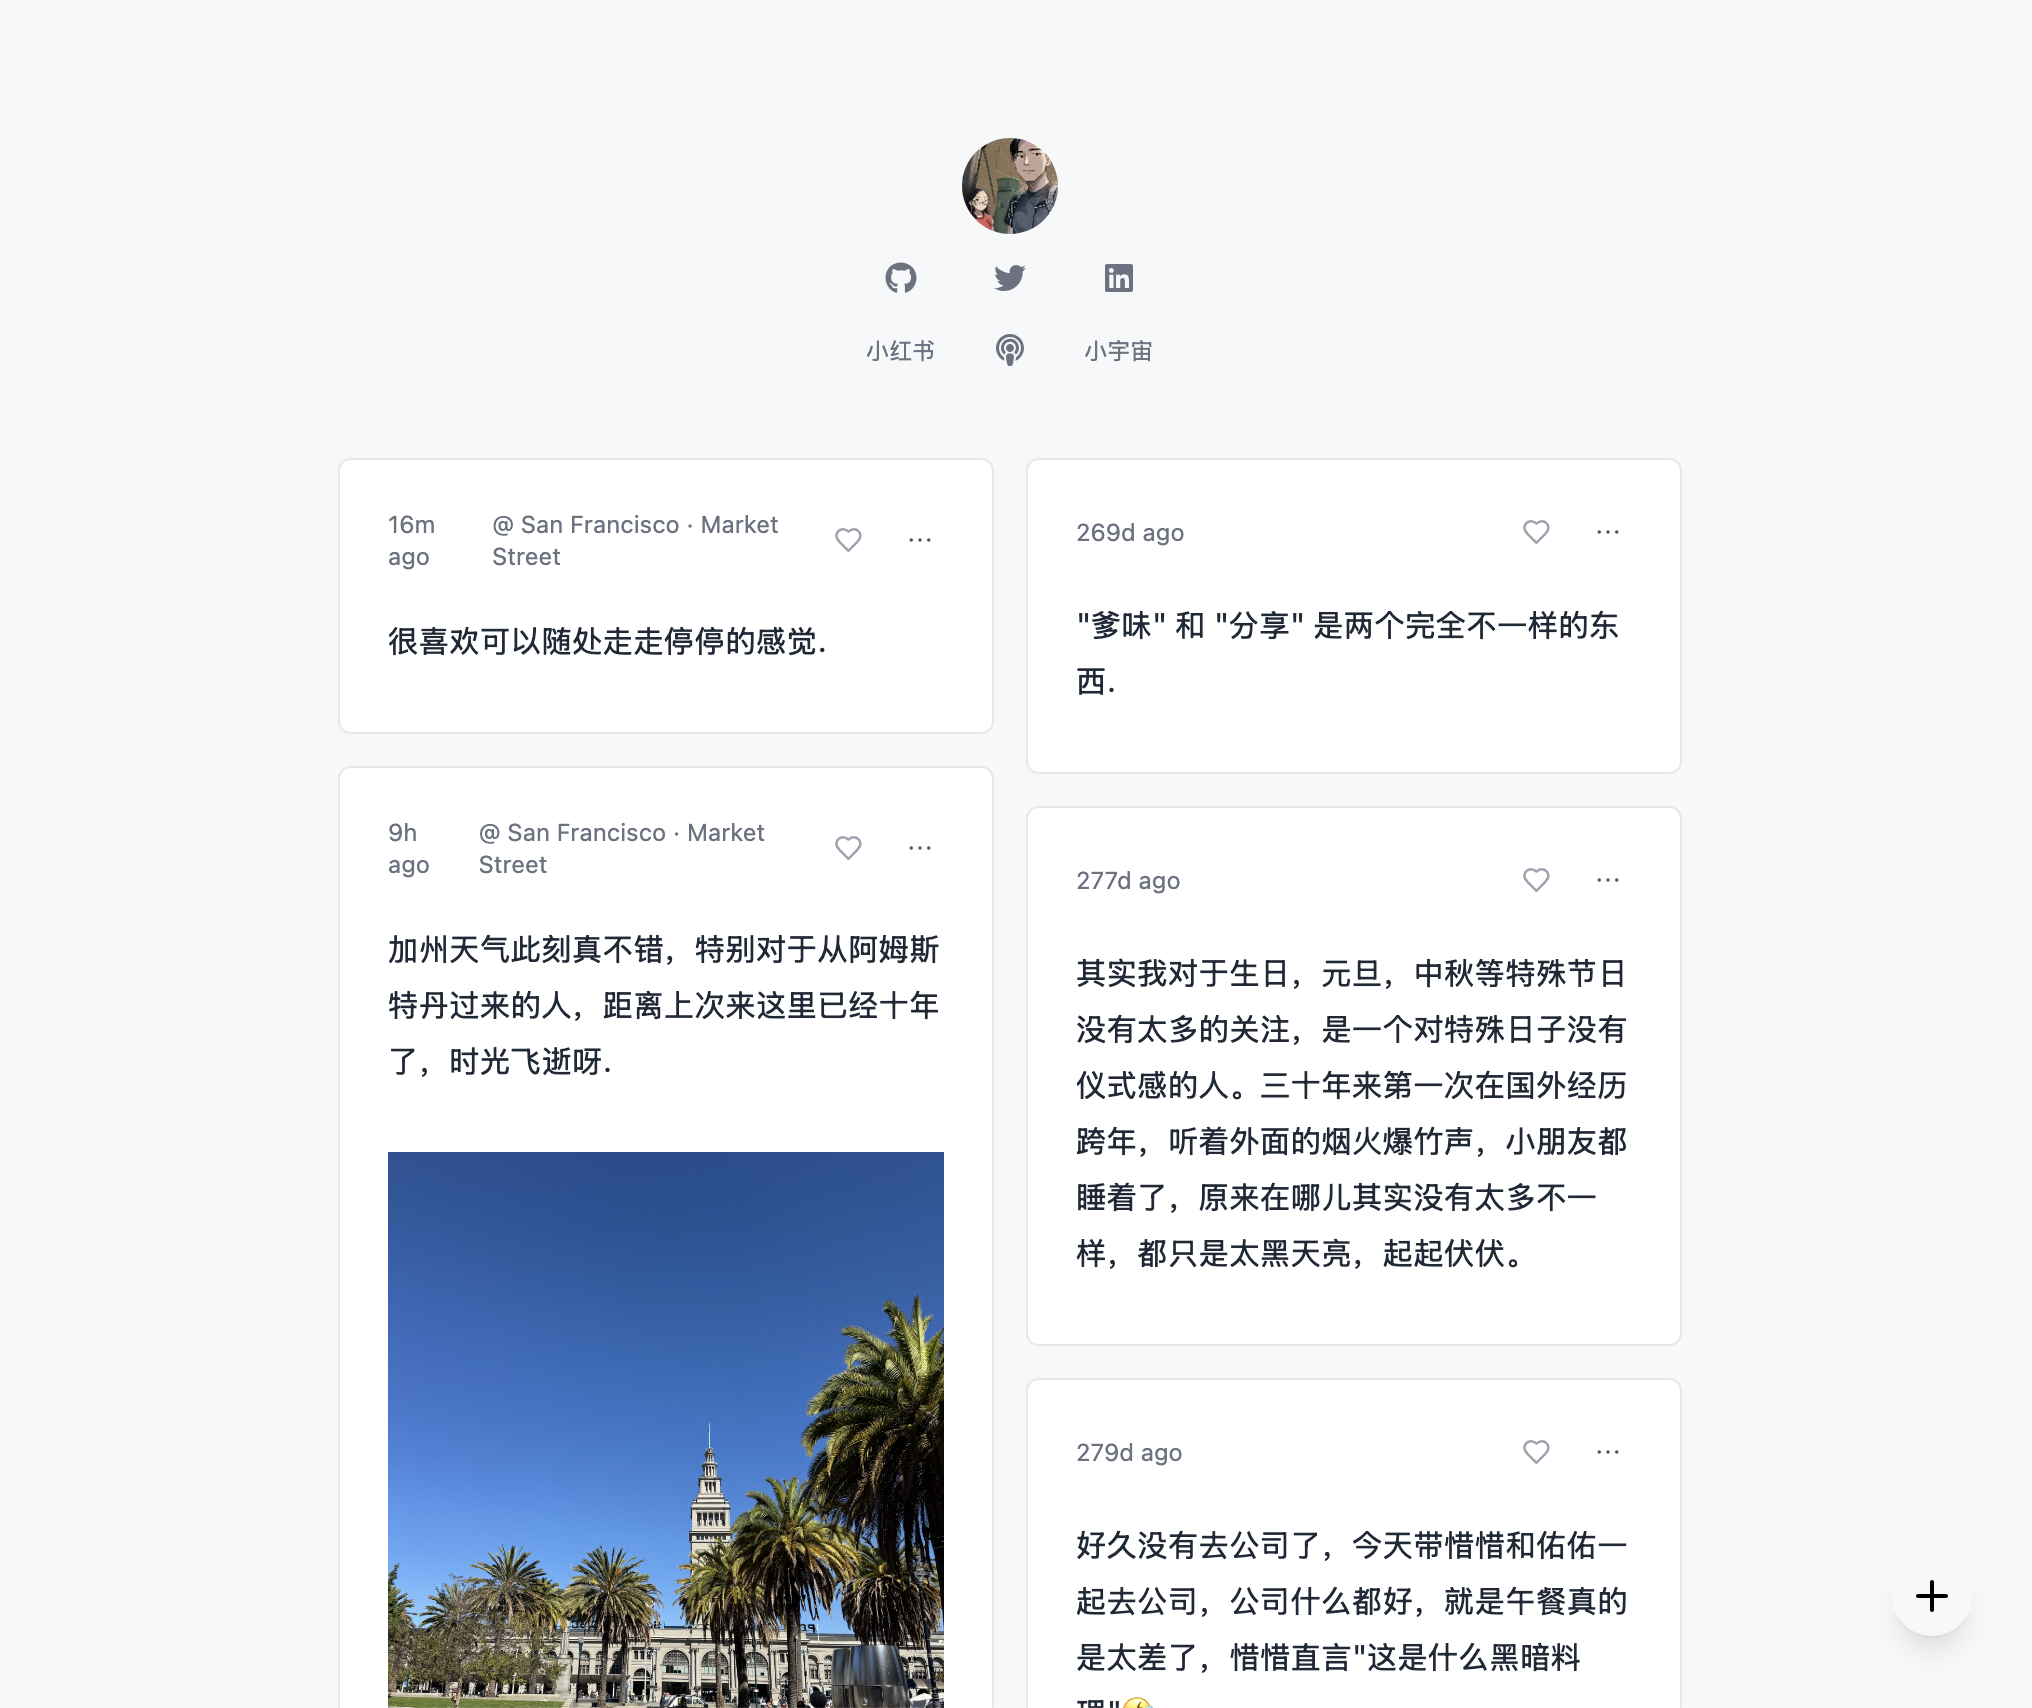 小红书
小宇宙
16m
ago
@ San Francisco · Market
Street
很喜欢可以随处走走停停的感觉.
9h
ago
@ San Francisco · Market
Street
加州天气此刻真不错，特别对于从阿姆斯
特丹过来的人，距离上次来这里已经十年
了，时光飞逝呀.
269d ago
"爹味" 和 "分享" 是两个完全不一样的东
西.
277d ago
其实我对于生日，元旦，中秋等特殊节日
没有太多的关注，是一个对特殊日子没有
仪式感的人。三十年来第一次在国外经历
跨年，听着外面的烟火爆竹声，小朋友都
睡着了，原来在哪儿其实没有太多不一
样，都只是太黑天亮，起起伏伏。
279d ago
好久没有去公司了，今天带惜惜和佑佑一
起去公司，公司什么都好，就是午餐真的
是太差了，惜惜直言"这是什么黑暗料